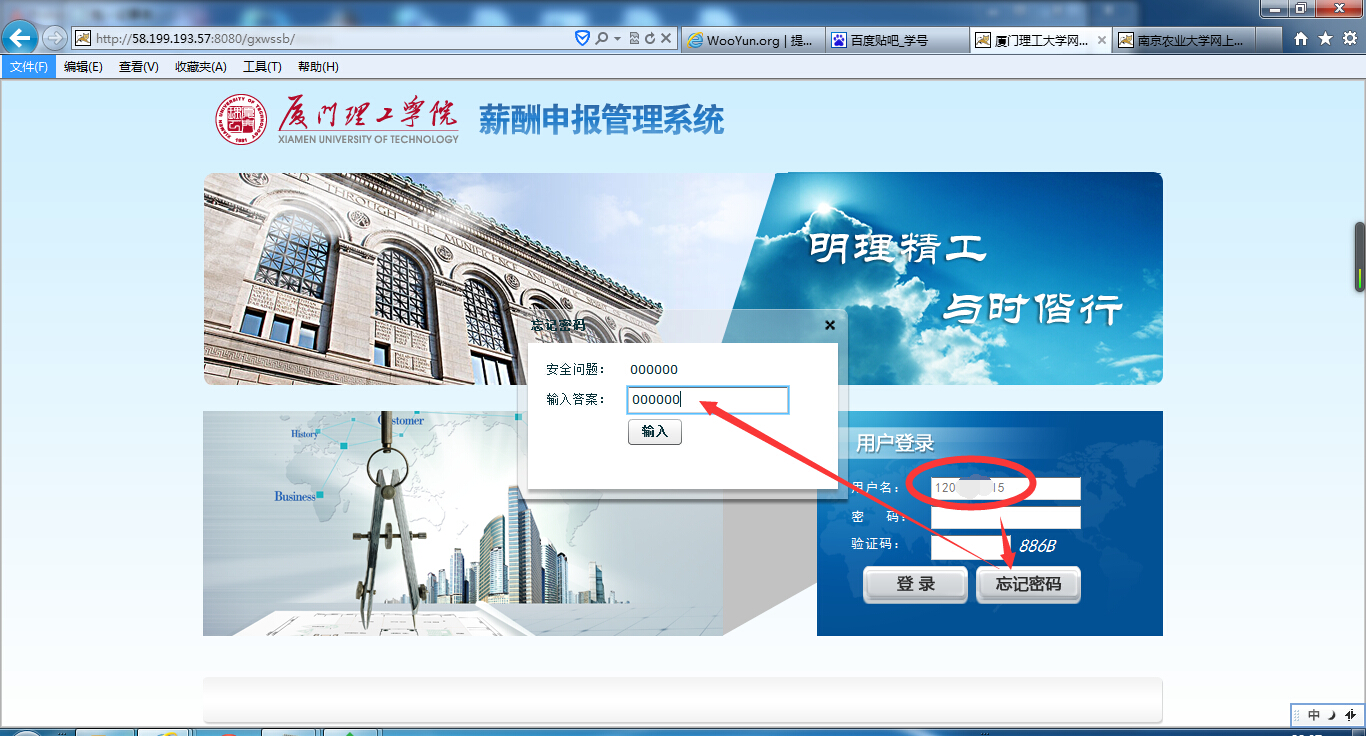 http://58.199.193.57:8080/gxwssb/
WooYun.org | 提...
百度贴吧_学号
厦门理工大学网...
南京农业大学网上...
文件(F) 编辑(E) 查看(V) 收藏夹(A) 工具(T) 帮助(H)
厦门理工学院
XIAMEN UNIVERSITY OF TECHNOLOGY
薪酬申报管理系统
明理精工
与时偕行
忘记密码
安全问题： 000000
输入答案： 000000
输入
History
Customer
Business
用户登录
用户名： 120 15
密 码：
验证码： 886B
登 录 忘记密码
中